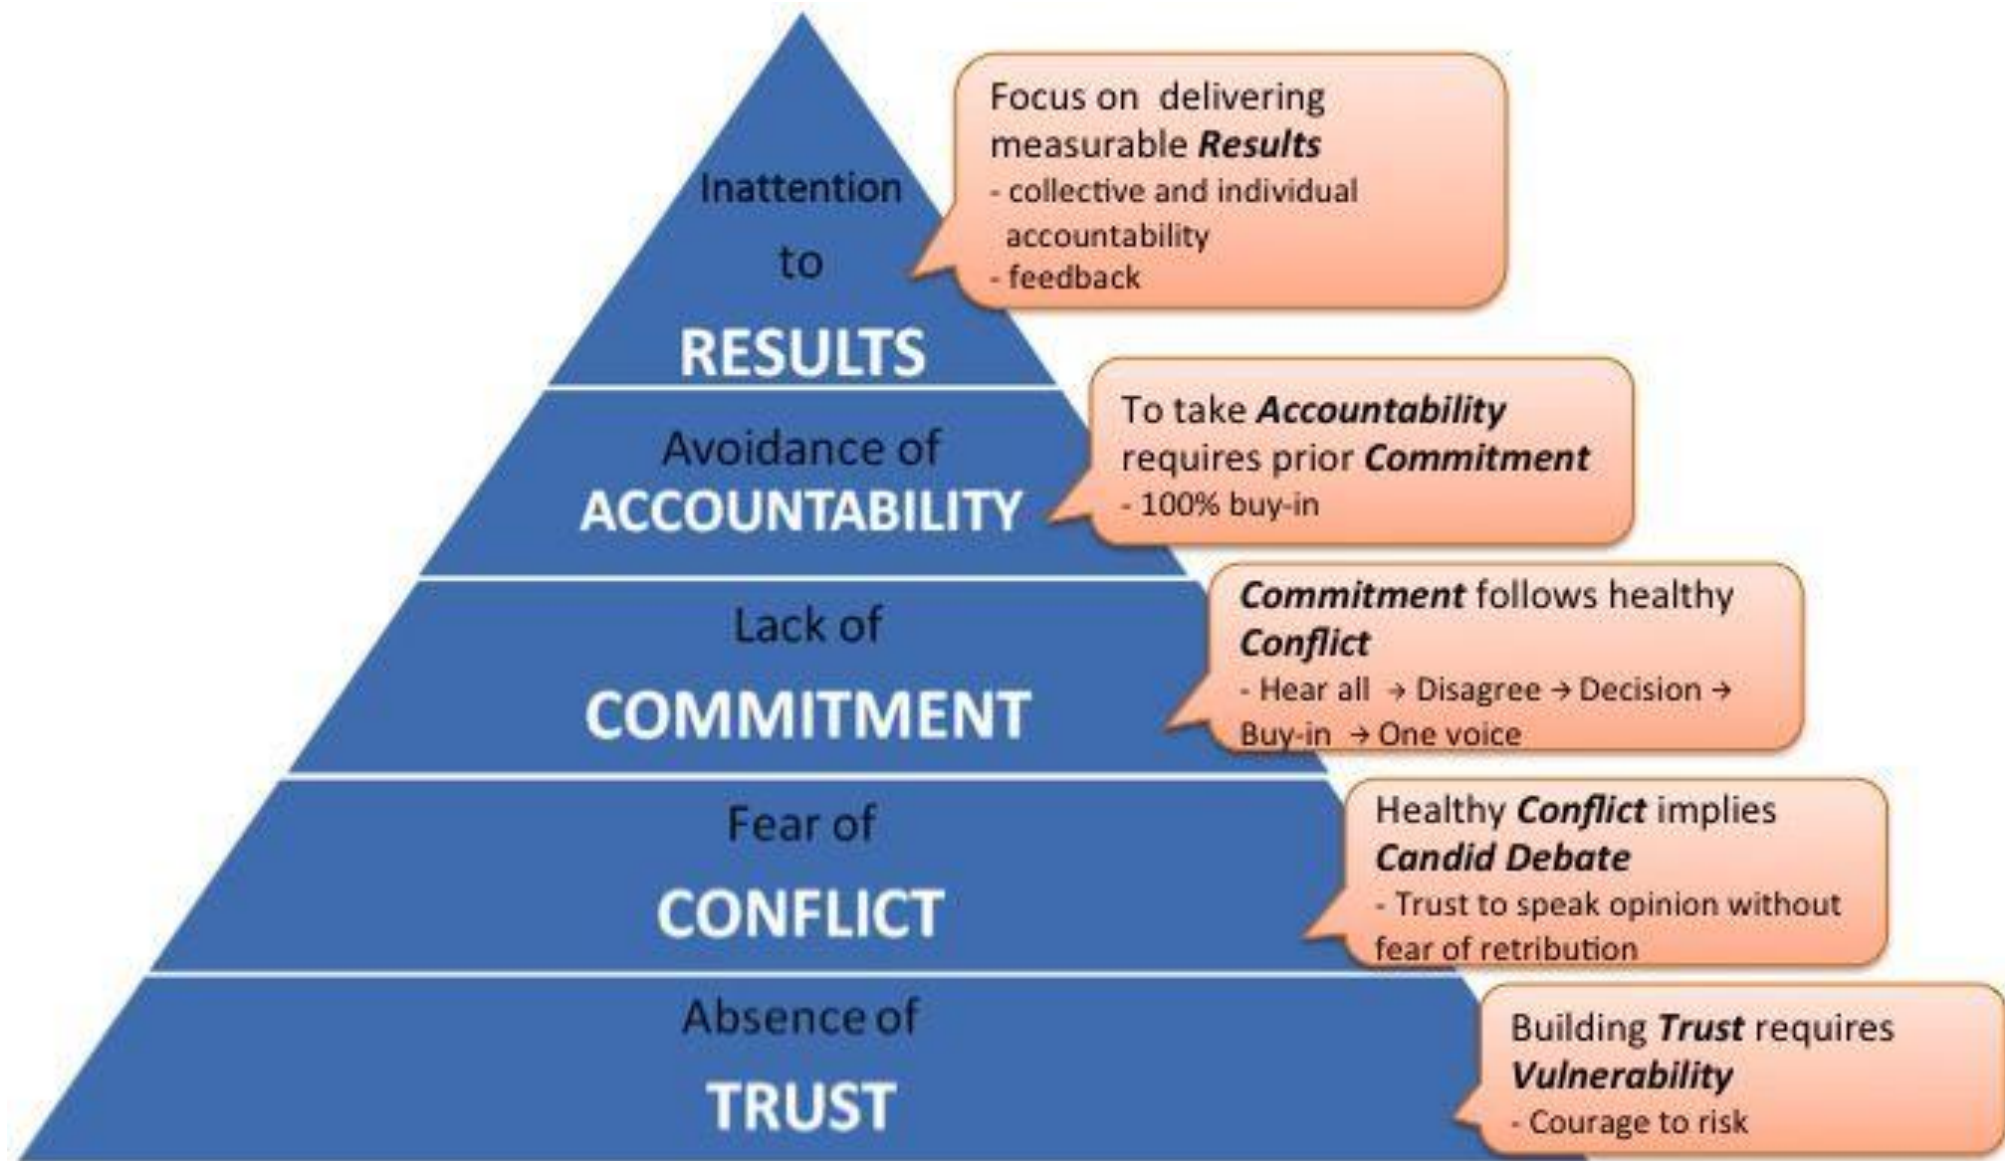 Inattention
to
RESULTS
Focus on delivering
measurable Results
- collective and individual
accountability
- feedback
Avoidance of
ACCOUNTABILITY
To take Accountability
requires prior Commitment
- 100% buy-in
Lack of
COMMITMENT
Commitment follows healthy
Conflict
- Hear all → Disagree → Decision →
Buy-in → One voice
Fear of
CONFLICT
Healthy Conflict implies
Candid Debate
- Trust to speak opinion without
fear of retribution
Absence of
TRUST
Building Trust requires
Vulnerability
- Courage to risk